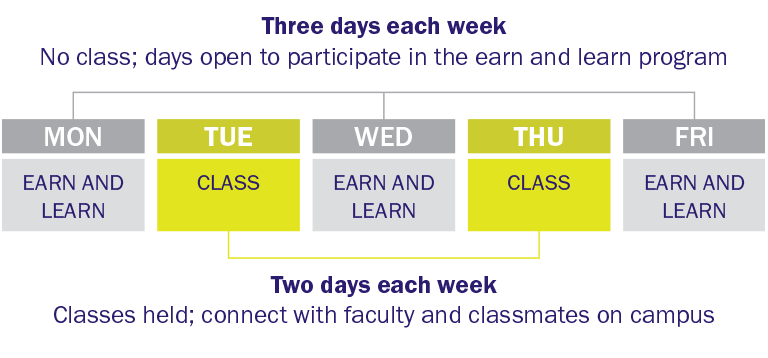 Three days each week
No class; days open to participate in the earn and learn program
MON TUE WED THU FRI
EARN AND LEARN
CLASS
EARN AND LEARN
CLASS
EARN AND LEARN
Two days each week
Classes held; connect with faculty and classmates on campus